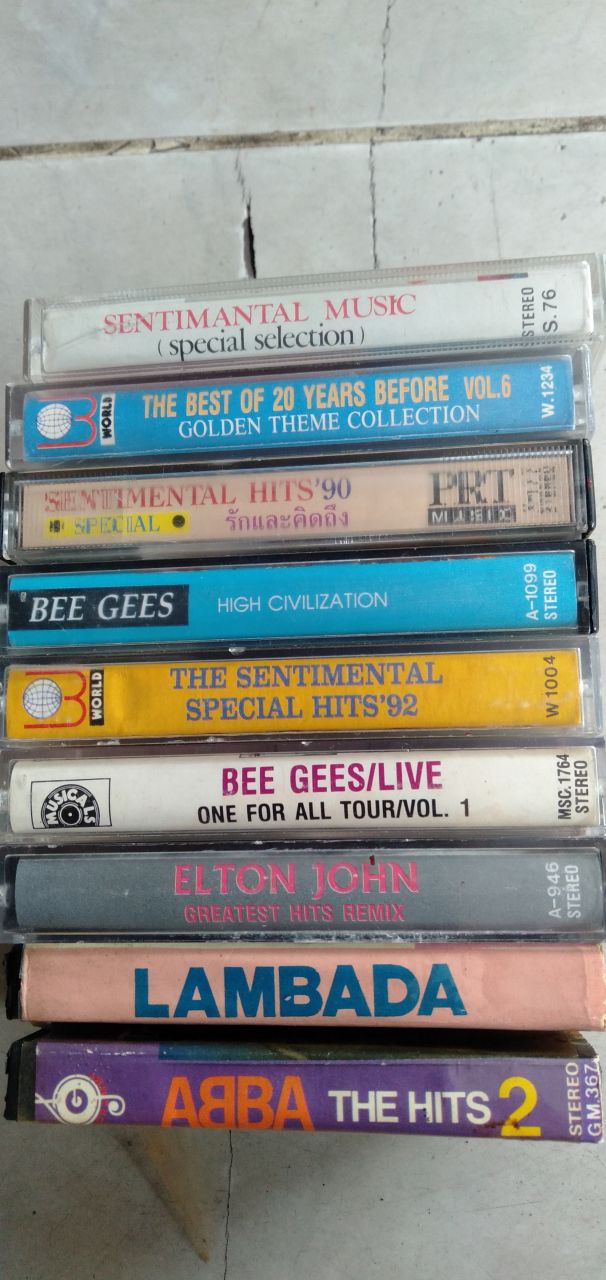 SENTIMANTAL MUSIC
(special selection)
STEREO
S. 76
WORLD
THE BEST OF 20 YEARS BEFORE VOL.6
GOLDEN THEME COLLECTION
W.1234
SENTIMENTAL HITS'90
SPECIAL
รักและคิดถึง
PRT
BEE GEES
HIGH CIVILIZATION
A-1099
STEREO
WORLD
THE SENTIMENTAL
SPECIAL HITS'92
W1004
MUSICALS
BEE GEES/LIVE
ONE FOR ALL TOUR/VOL. 1
MSC.1764
STEREO
ELTON JOHN
GREATEST HITS REMIX
A-946
STEREO
LAMBADA
G
ABBA THE HITS 2
STEREO
GM.367